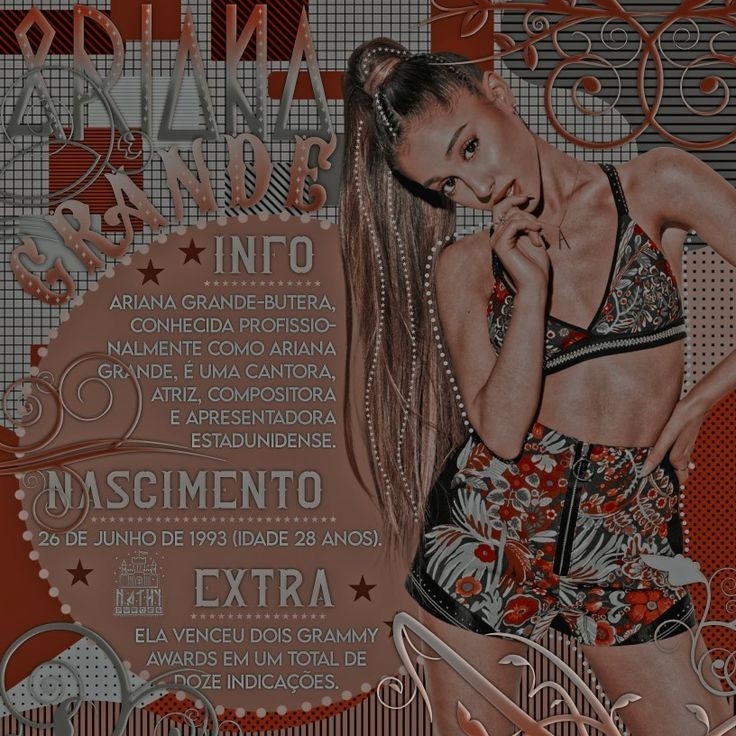 ARIANA
GRANDE
INFO
ARIANA GRANDE-BUTERA,
CONHECIDA PROFISSIO-
NALMENTE COMO ARIANA
GRANDE, É UMA CANTORA,
ATRIZ, COMPOSITORA
E APRESENTADORA
ESTADUNIDENSE.
NASCIMENTO
26 DE JUNHO DE 1993 (IDADE 28 ANOS).
EXTRA
ELA VENCEU DOIS GRAMMY
AWARDS EM UM TOTAL DE
DOZE INDICAÇÕES.
A